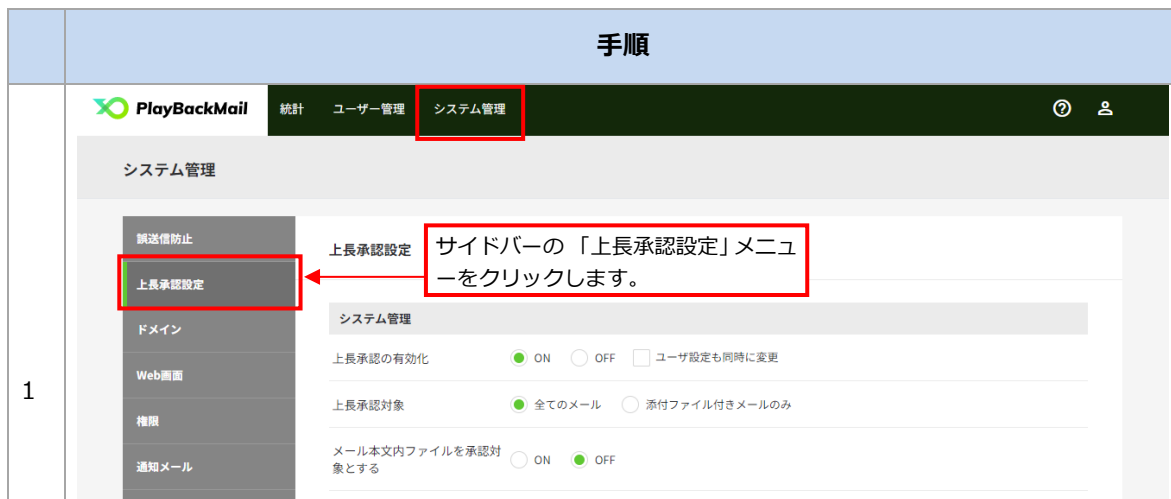 手順
PlayBackMail 統計 ユーザー管理 システム管理
システム管理
誤送信防止
上長承認設定
ドメイン
Web画面
権限
通知メール
上長承認設定
サイドバーの「上長承認設定」メニュ
ーをクリックします。
システム管理
上長承認の有効化 ON OFF ユーザ設定も同時に変更
上長承認対象 全てのメール 添付ファイル付きメールのみ
メール本文内ファイルを承認対
象とする ON OFF
1